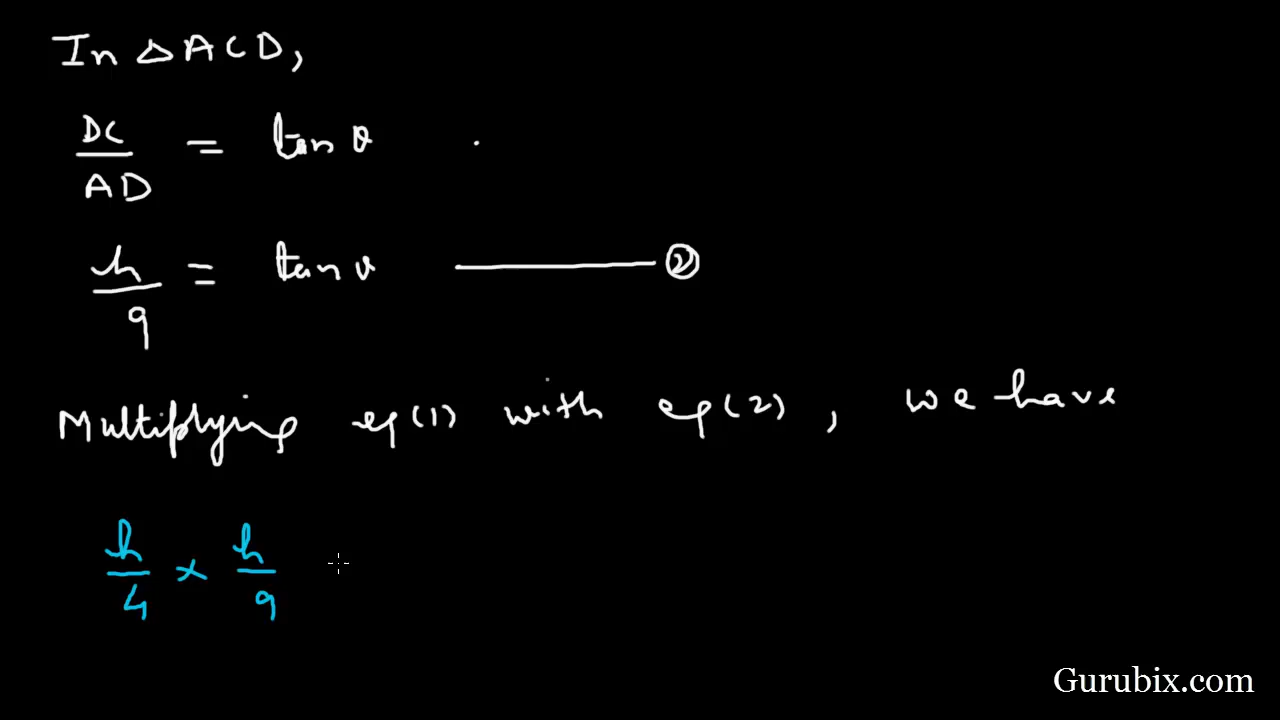 In △ACD,
DC/AD = tan θ
h/9 = tan θ ——— ②
Multiplying eq(1) with eq(2), we have
h/4 × h/9
Gurubix.com